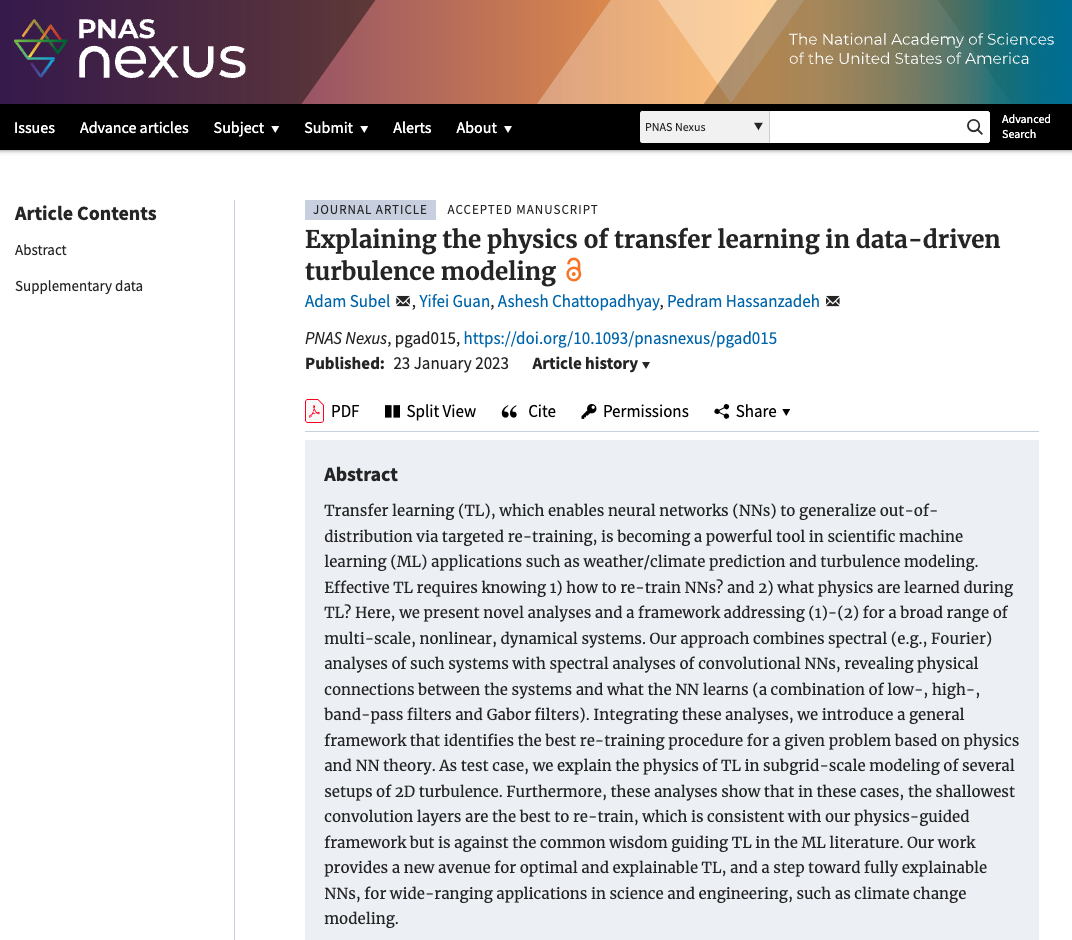 PNAS
nexus
The National Academy of Sciences
of the United States of America
Issues Advance articles Subject ▼ Submit ▼ Alerts About ▼ PNAS Nexus ▼ Advanced
Search
Article Contents
Abstract
Supplementary data
JOURNAL ARTICLE ACCEPTED MANUSCRIPT
Explaining the physics of transfer learning in data-driven
turbulence modeling
Adam Subel , Yifei Guan, Ashesh Chattopadhyay, Pedram Hassanzadeh
PNAS Nexus, pgad015, https://doi.org/10.1093/pnasnexus/pgad015
Published: 23 January 2023 Article history ▾
PDF Split View Cite Permissions Share ▾
Abstract
Transfer learning (TL), which enables neural networks (NNs) to generalize out-of-
distribution via targeted re-training, is becoming a powerful tool in scientific machine
learning (ML) applications such as weather/climate prediction and turbulence modeling.
Effective TL requires knowing 1) how to re-train NNs? and 2) what physics are learned during
TL? Here, we present novel analyses and a framework addressing (1)-(2) for a broad range of
multi-scale, nonlinear, dynamical systems. Our approach combines spectral (e.g., Fourier)
analyses of such systems with spectral analyses of convolutional NNs, revealing physical
connections between the systems and what the NN learns (a combination of low-, high-,
band-pass filters and Gabor filters). Integrating these analyses, we introduce a general
framework that identifies the best re-training procedure for a given problem based on physics
and NN theory. As test case, we explain the physics of TL in subgrid-scale modeling of several
setups of 2D turbulence. Furthermore, these analyses show that in these cases, the shallowest
convolution layers are the best to re-train, which is consistent with our physics-guided
framework but is against the common wisdom guiding TL in the ML literature. Our work
provides a new avenue for optimal and explainable TL, and a step toward fully explainable
NNs, for wide-ranging applications in science and engineering, such as climate change
modeling.